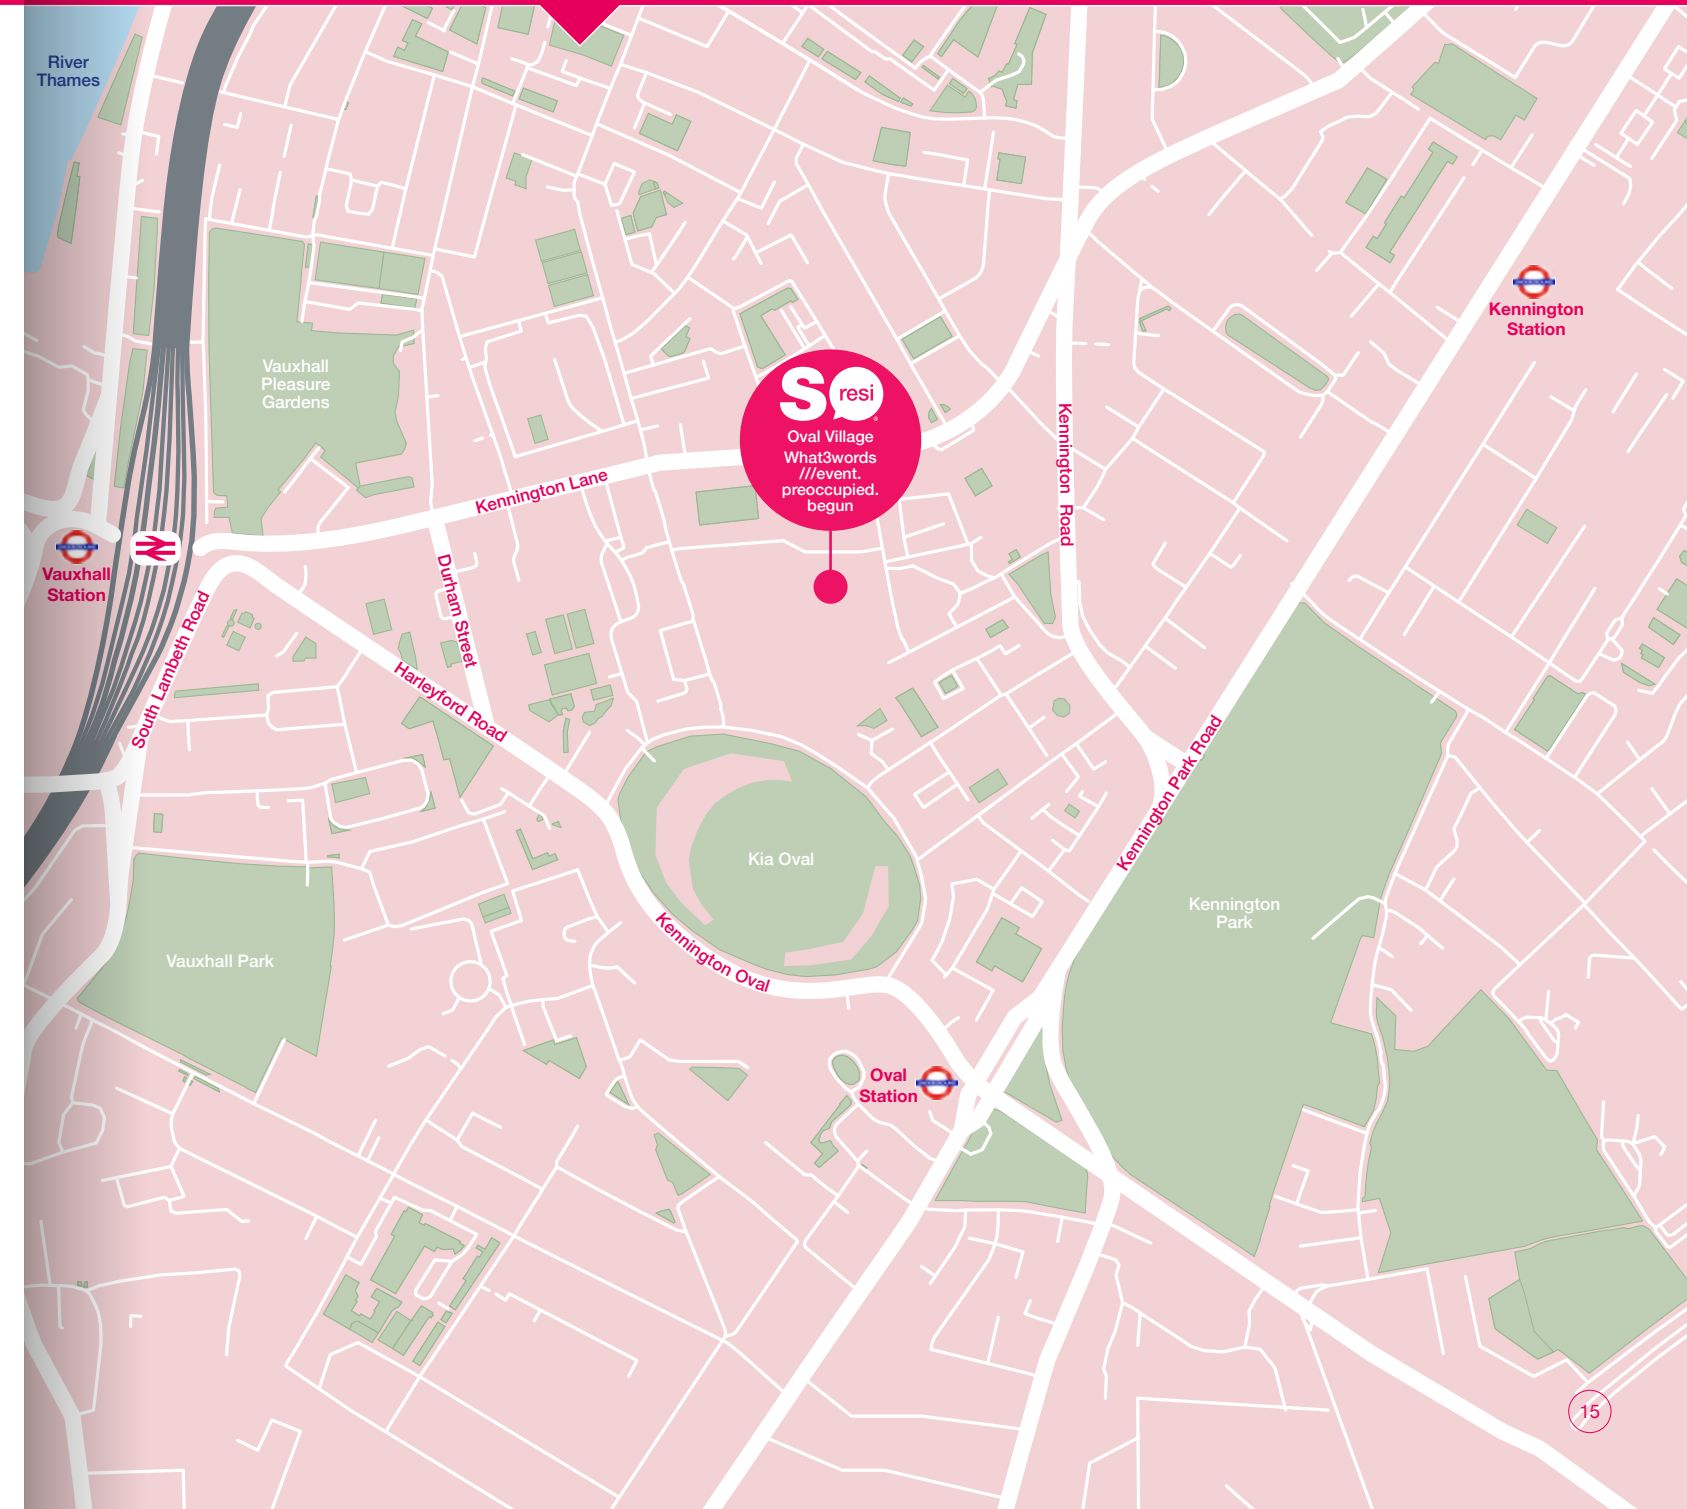 River
Thames
Kennington
Station
Vauxhall
Pleasure
Gardens
SO resi
Oval Village
What3words
///event.
preoccupied.
begun
Kennington Road
Kennington Lane
Vauxhall
Station
Durham Street
South Lambeth Road
Harleyford Road
Kennington Park Road
Kia Oval
Kennington
Park
Kennington Oval
Vauxhall Park
Oval
Station
15